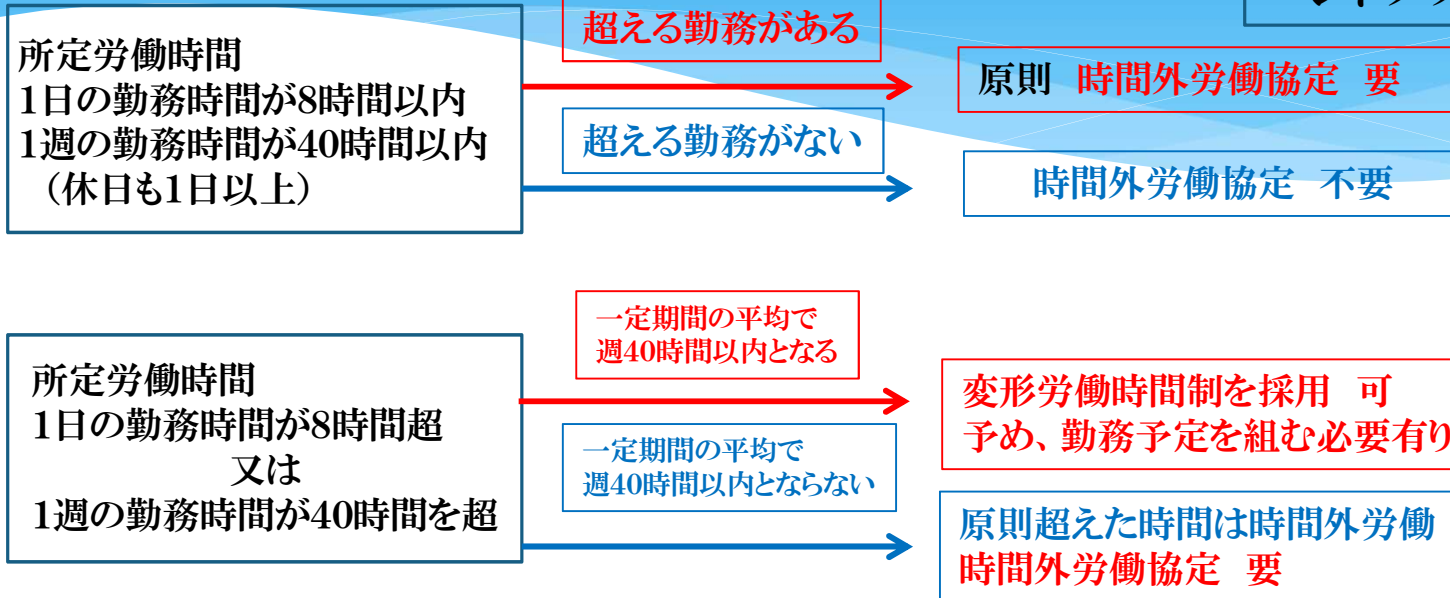 所定労働時間
1日の勤務時間が8時間以内
1週の勤務時間が40時間以内
（休日も1日以上）
超える勤務がある
原則 時間外労働協定 要
超える勤務がない
時間外労働協定 不要
所定労働時間
1日の勤務時間が8時間超
又は
1週の勤務時間が40時間を超
一定期間の平均で
週40時間以内となる
変形労働時間制を採用 可
予め、勤務予定を組む必要有り
一定期間の平均で
週40時間以内とならない
原則超えた時間は時間外労働
時間外労働協定 要